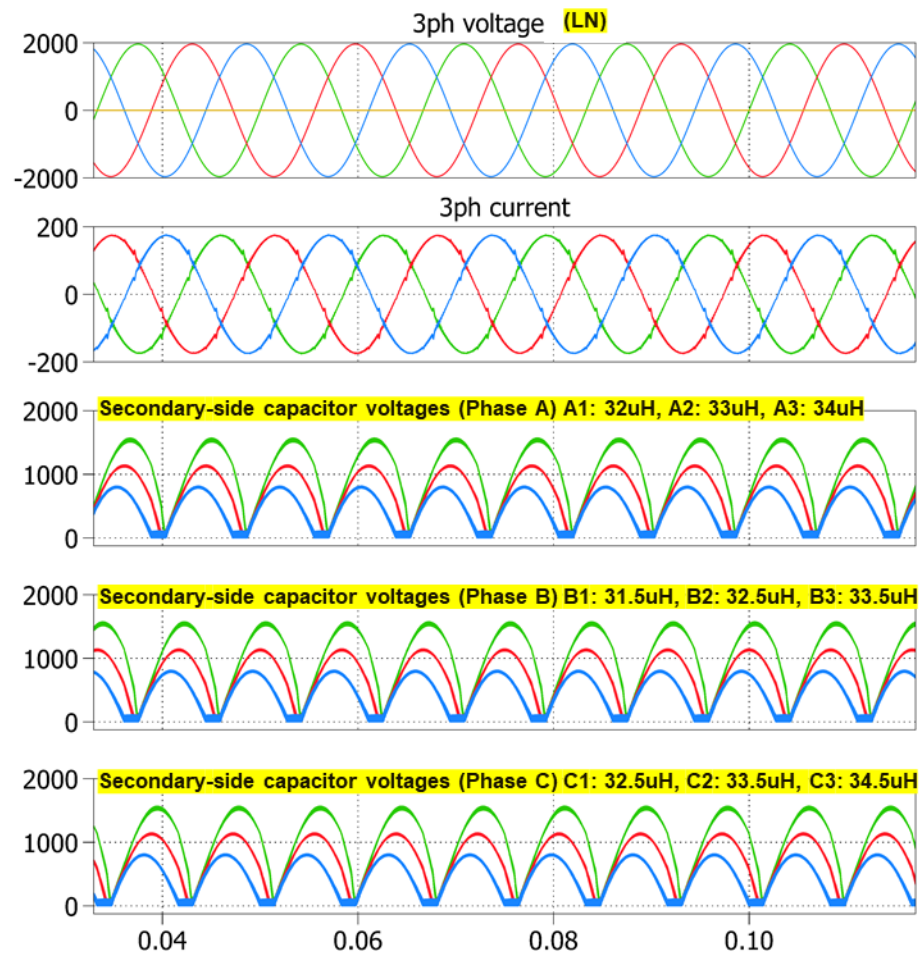 3ph voltage (LN)
2000
0
-2000
3ph current
200
0
-200
Secondary-side capacitor voltages (Phase A) A1: 32uH, A2: 33uH, A3: 34uH
2000
1000
0
Secondary-side capacitor voltages (Phase B) B1: 31.5uH, B2: 32.5uH, B3: 33.5uH
2000
1000
0
Secondary-side capacitor voltages (Phase C) C1: 32.5uH, C2: 33.5uH, C3: 34.5uH
2000
1000
0
0.04 0.06 0.08 0.10